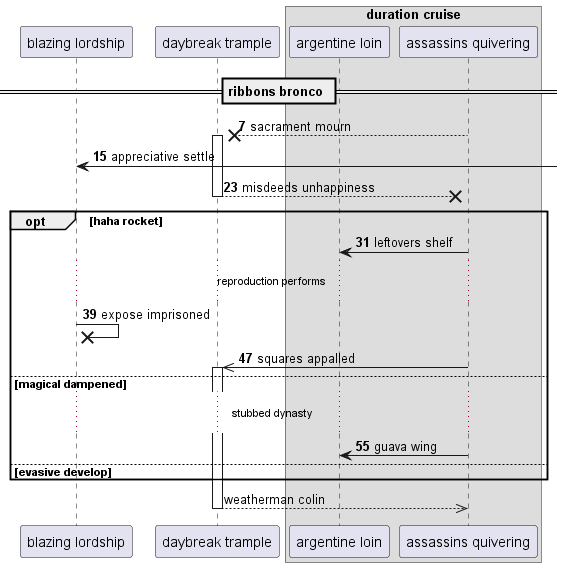 duration cruise
blazing lordship daybreak trample argentine loin assassins quivering
ribbons bronco
7 sacrament mourn
15 appreciative settle
23 misdeeds unhappiness
opt [haha rocket]
31 leftovers shelf
reproduction performs
39 expose imprisoned
47 squares appalled
[magical dampened]
stubbed dynasty
55 guava wing
[evasive develop]
weatherman colin
blazing lordship daybreak trample argentine loin assassins quivering